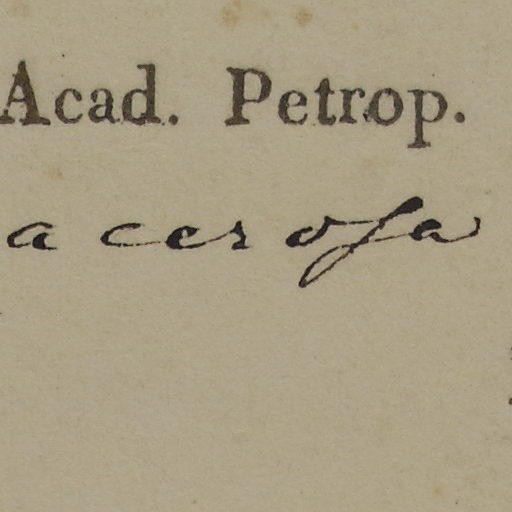 Acad. Petrop.
a cerosa